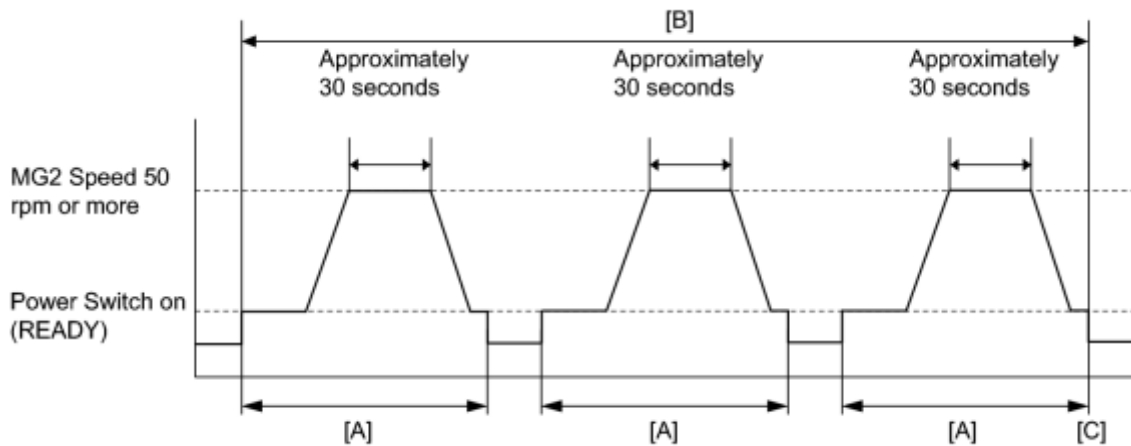 [B]
Approximately
30 seconds
Approximately
30 seconds
Approximately
30 seconds
MG2 Speed 50
rpm or more
Power Switch on
(READY)
[A]
[A]
[A]
[C]